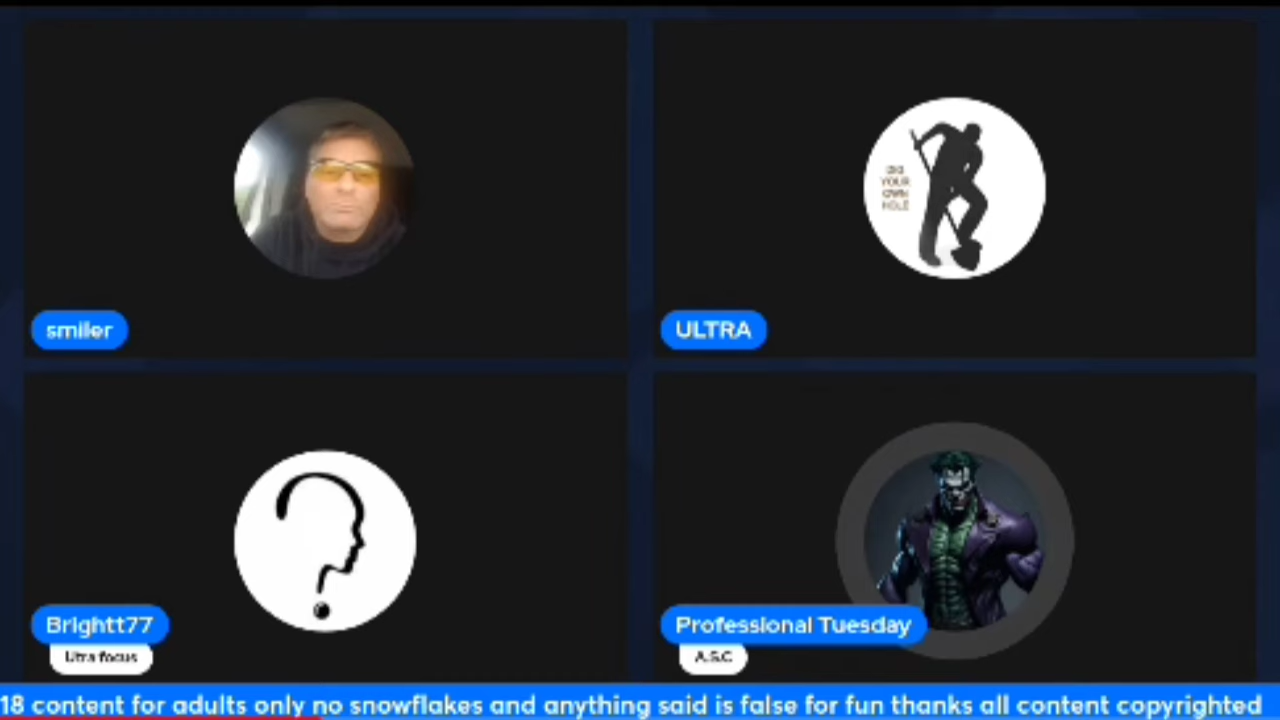 DIG
YOUR
OWN
HOLE
smiler
ULTRA
Brightt77
Utra focus
Professional Tuesday
A.S.C
18 content for adults only no snowflakes and anything said is false for fun thanks all content copyrighted